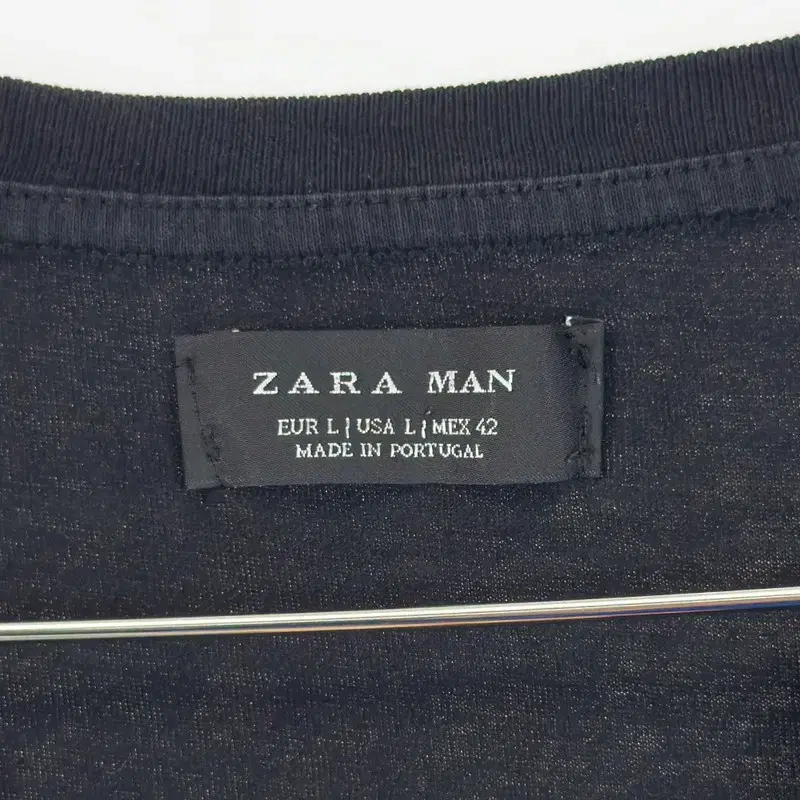 ZARA MAN
EUR L | USA L | MEX 42
MADE IN PORTUGAL